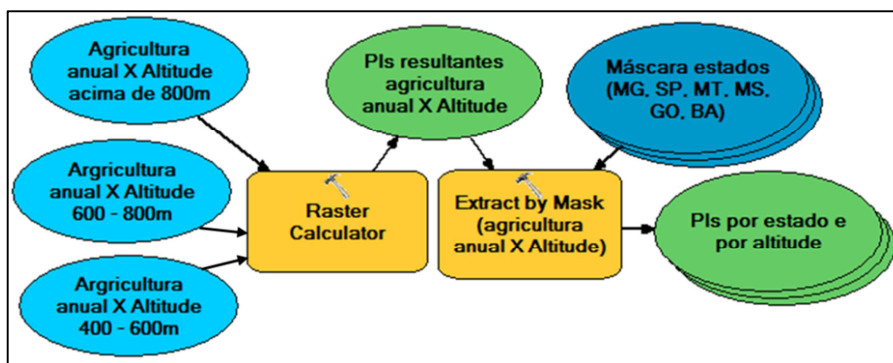 Agricultura
anual X Altitude
acima de 800m
Argricultura
anual X Altitude
600 - 800m
Argricultura
anual X Altitude
400 - 600m
Raster
Calculator
PIs resultantes
agricultura
anual X Altitude
Extract by Mask
(agricultura
anual X Altitude)
Máscara estados
(MG, SP, MT, MS,
GO, BA)
PIs por estado e
por altitude